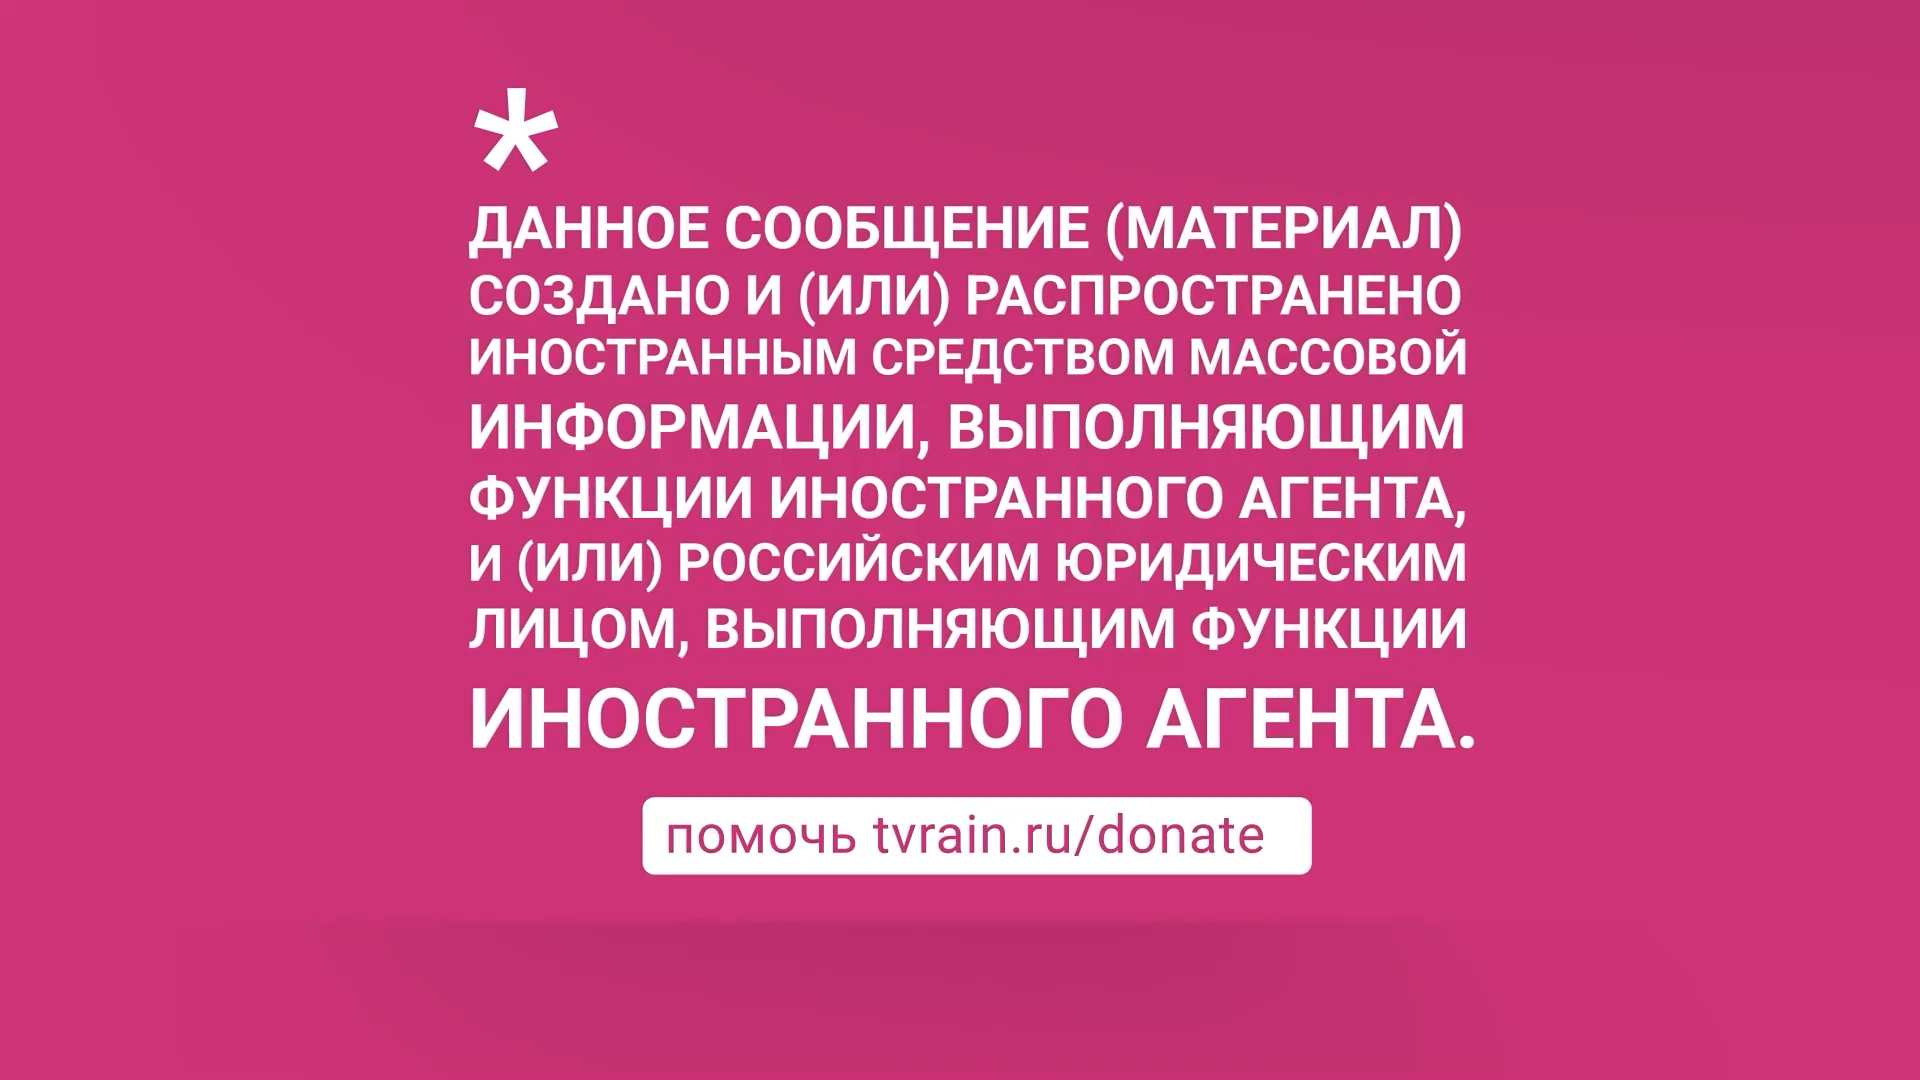 *
ДАННОЕ СООБЩЕНИЕ (МАТЕРИАЛ)
СОЗДАНО И (ИЛИ) РАСПРОСТРАНЕНО
ИНОСТРАННЫМ СРЕДСТВОМ МАССОВОЙ
ИНФОРМАЦИИ, ВЫПОЛНЯЮЩИМ
ФУНКЦИИ ИНОСТРАННОГО АГЕНТА,
И (ИЛИ) РОССИЙСКИМ ЮРИДИЧЕСКИМ
ЛИЦОМ, ВЫПОЛНЯЮЩИМ ФУНКЦИИ
ИНОСТРАННОГО АГЕНТА.
помочь tvrain.ru/donate